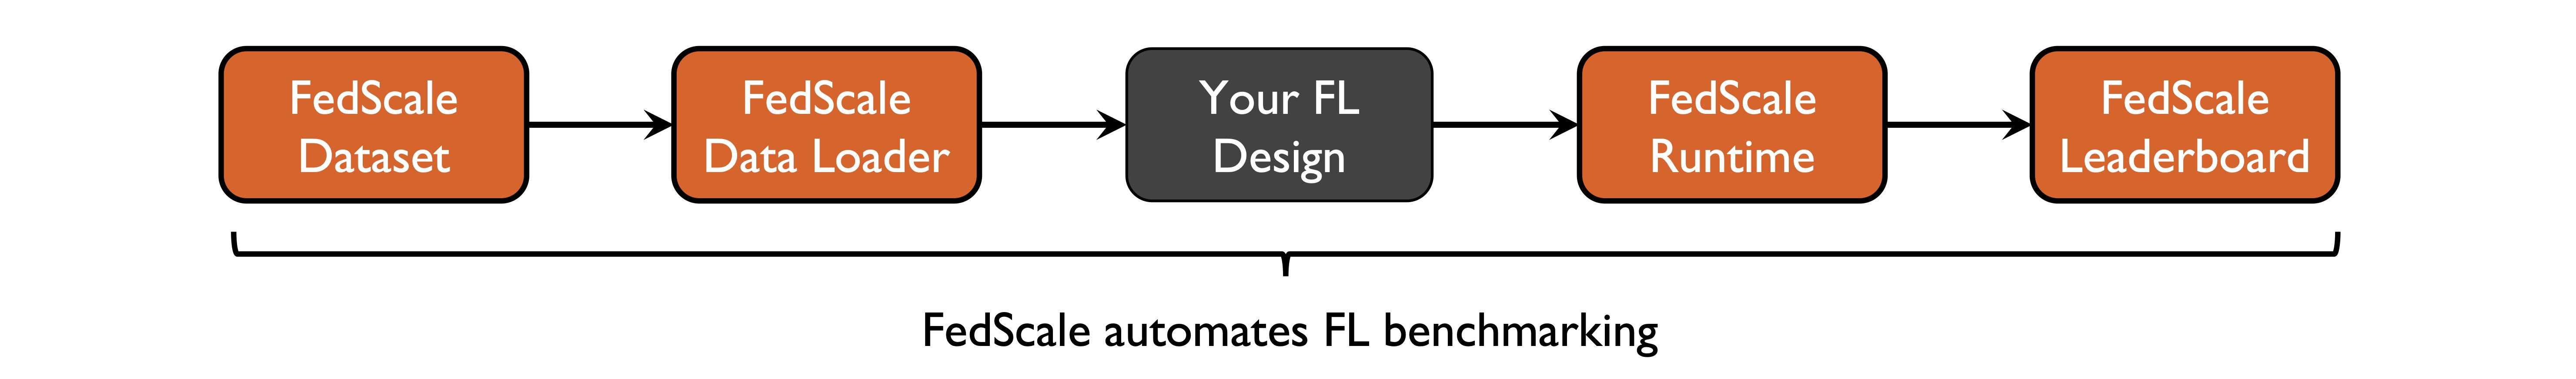 FedScale
Dataset
FedScale
Data Loader
Your FL
Design
FedScale
Runtime
FedScale
Leaderboard
FedScale automates FL benchmarking